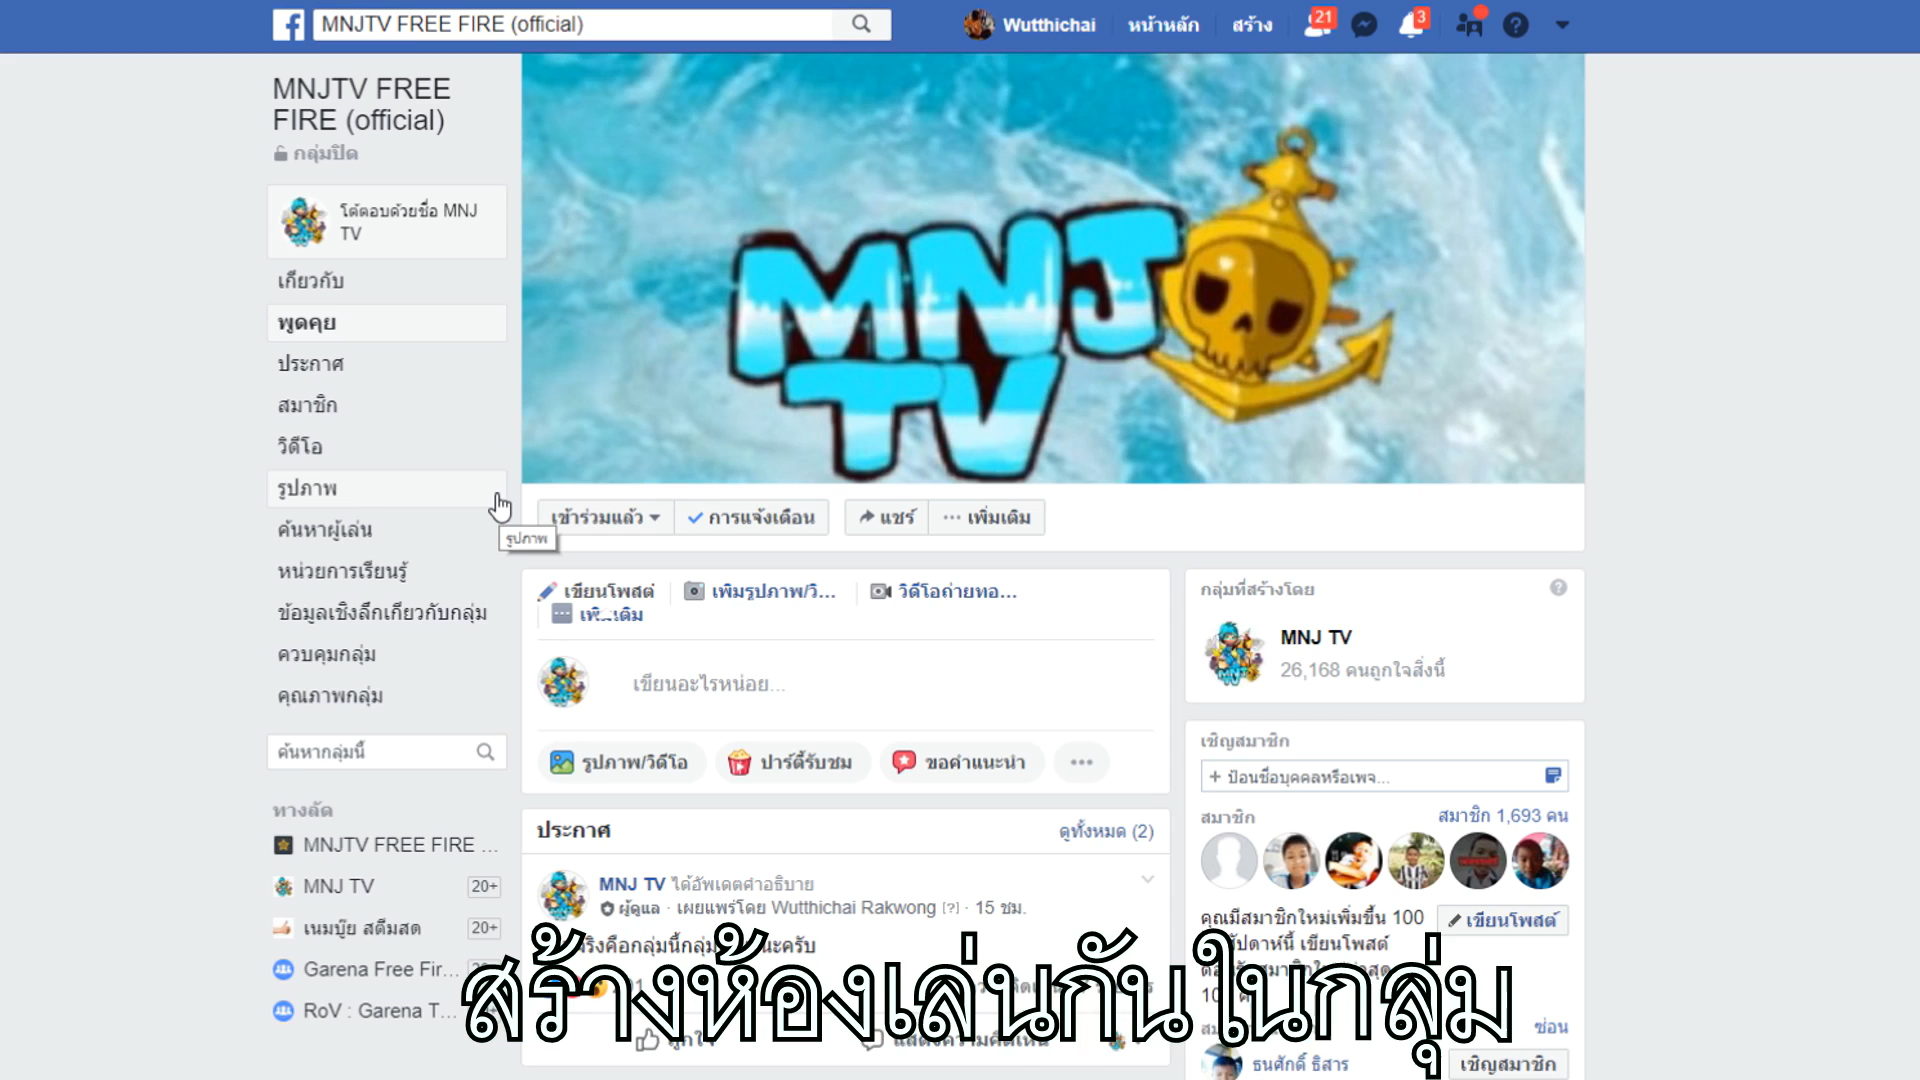 MNJTV FREE FIRE (official)
Wutthichai
หน้าหลัก
สร้าง
21
3
MNJTV FREE
FIRE (official)
กลุ่มปิด
โต้ตอบด้วยชื่อ MNJ
TV
เกี่ยวกับ
พูดคุย
ประกาศ
สมาชิก
วิดีโอ
รูปภาพ
ค้นหาผู้เล่น
หน่วยการเรียนรู้
ข้อมูลเชิงลึกเกี่ยวกับกลุ่ม
ควบคุมกลุ่ม
คุณภาพกลุ่ม
ค้นหากลุ่มนี้
ทางลัด
MNJTV FREE FIRE ...
MNJ TV 20+
เนมบุ๊ย สตีมสด 20+
Garena Free Fir...
RoV : Garena T...
MNJ
TV
เข้าร่วมแล้ว
การแจ้งเตือน
แชร์
... เพิ่มเติม
รูปภาพ
เขียนโพสต์
เพิ่มรูปภาพ/วิ...
วิดีโอถ่ายทอ...
เพิ่มเติม
เขียนอะไรหน่อย...
รูปภาพ/วิดีโอ
ปาร์ตี้รับชม
ขอคำแนะนำ
ประกาศ
ดูทั้งหมด (2)
MNJ TV ได้อัพเดตคำอธิบาย
ผู้ดูแล · เผยแพร่โดย Wutthichai Rakwong [?] · 15 ชม.
กลุ่มที่สร้างโดย
MNJ TV
26,168 คนถูกใจสิ่งนี้
เชิญสมาชิก
+ ป้อนชื่อบุคคลหรือเพจ...
สมาชิก
สมาชิก 1,693 คน
คุณมีสมาชิกใหม่เพิ่มขึ้น 100
เขียนโพสต์
ซ่อน
ธนศักดิ์ ธิสาร
เชิญสมาชิก
สร้างห้องเล่นกันในกลุ่ม